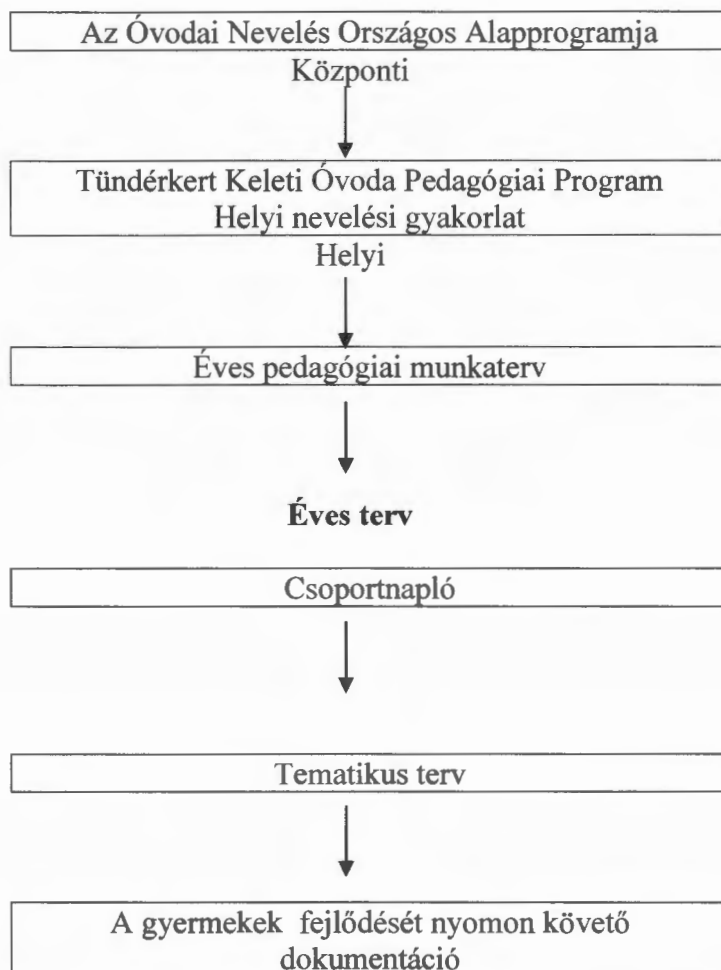 Az Óvodai Nevelés Országos Alapprogramja
Központi
Tündérkert Keleti Óvoda Pedagógiai Program
Helyi nevelési gyakorlat
Helyi
Éves pedagógiai munkaterv
Éves terv
Csoportnapló
Tematikus terv
A gyermekek fejlődését nyomon követő
dokumentáció